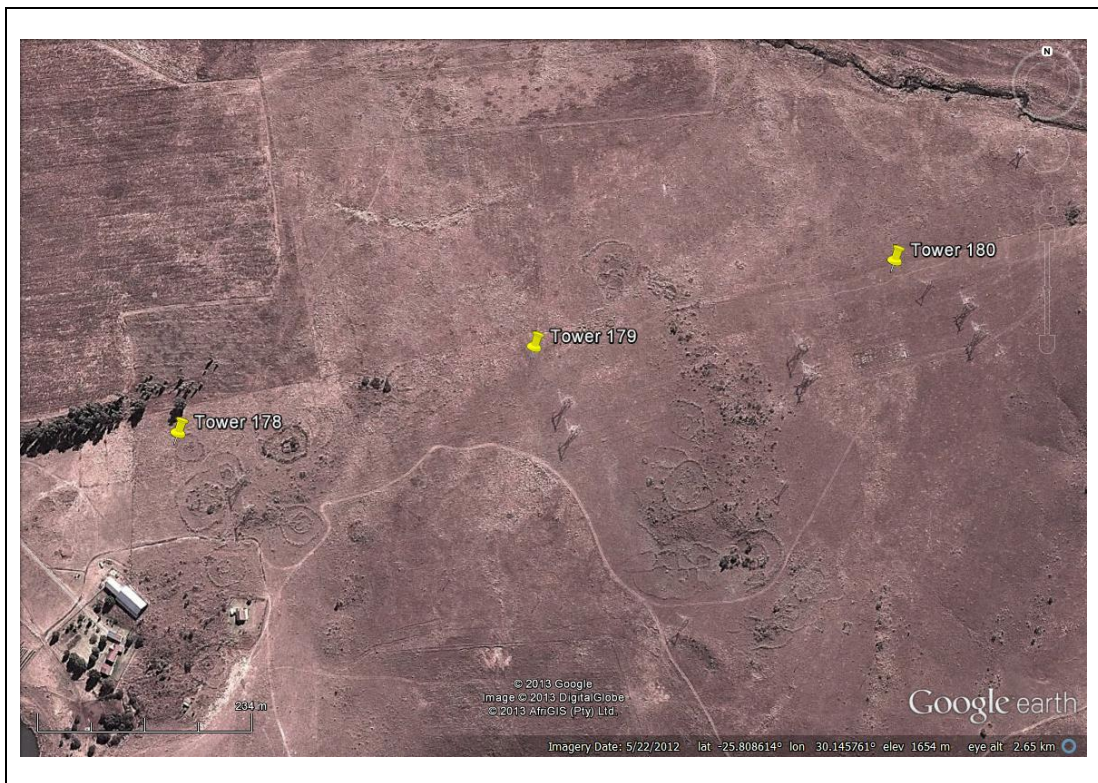 N
Tower 180
Tower 179
Tower 178
234 m
© 2013 Google
Image © 2013 DigitalGlobe
© 2013 AfriGIS (Pty) Ltd.
Google earth
Imagery Date: 5/22/2012 lat -25.808614° lon 30.145761° elev 1654 m eye alt 2.65 km